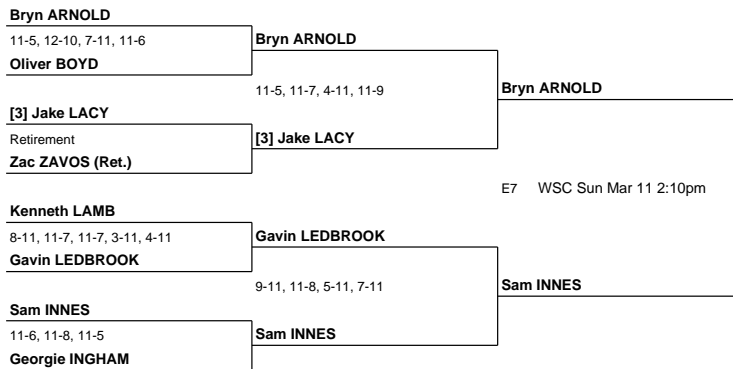 Bryn ARNOLD
11-5, 12-10, 7-11, 11-6
Oliver BOYD
Bryn ARNOLD
11-5, 11-7, 4-11, 11-9
[3] Jake LACY
Retirement
Zac ZAVOS (Ret.)
[3] Jake LACY
Bryn ARNOLD
E7 WSC Sun Mar 11 2:10pm
Kenneth LAMB
8-11, 11-7, 11-7, 3-11, 4-11
Gavin LEDBROOK
Gavin LEDBROOK
9-11, 11-8, 5-11, 7-11
Sam INNES
11-6, 11-8, 11-5
Georgie INGHAM
Sam INNES
Sam INNES